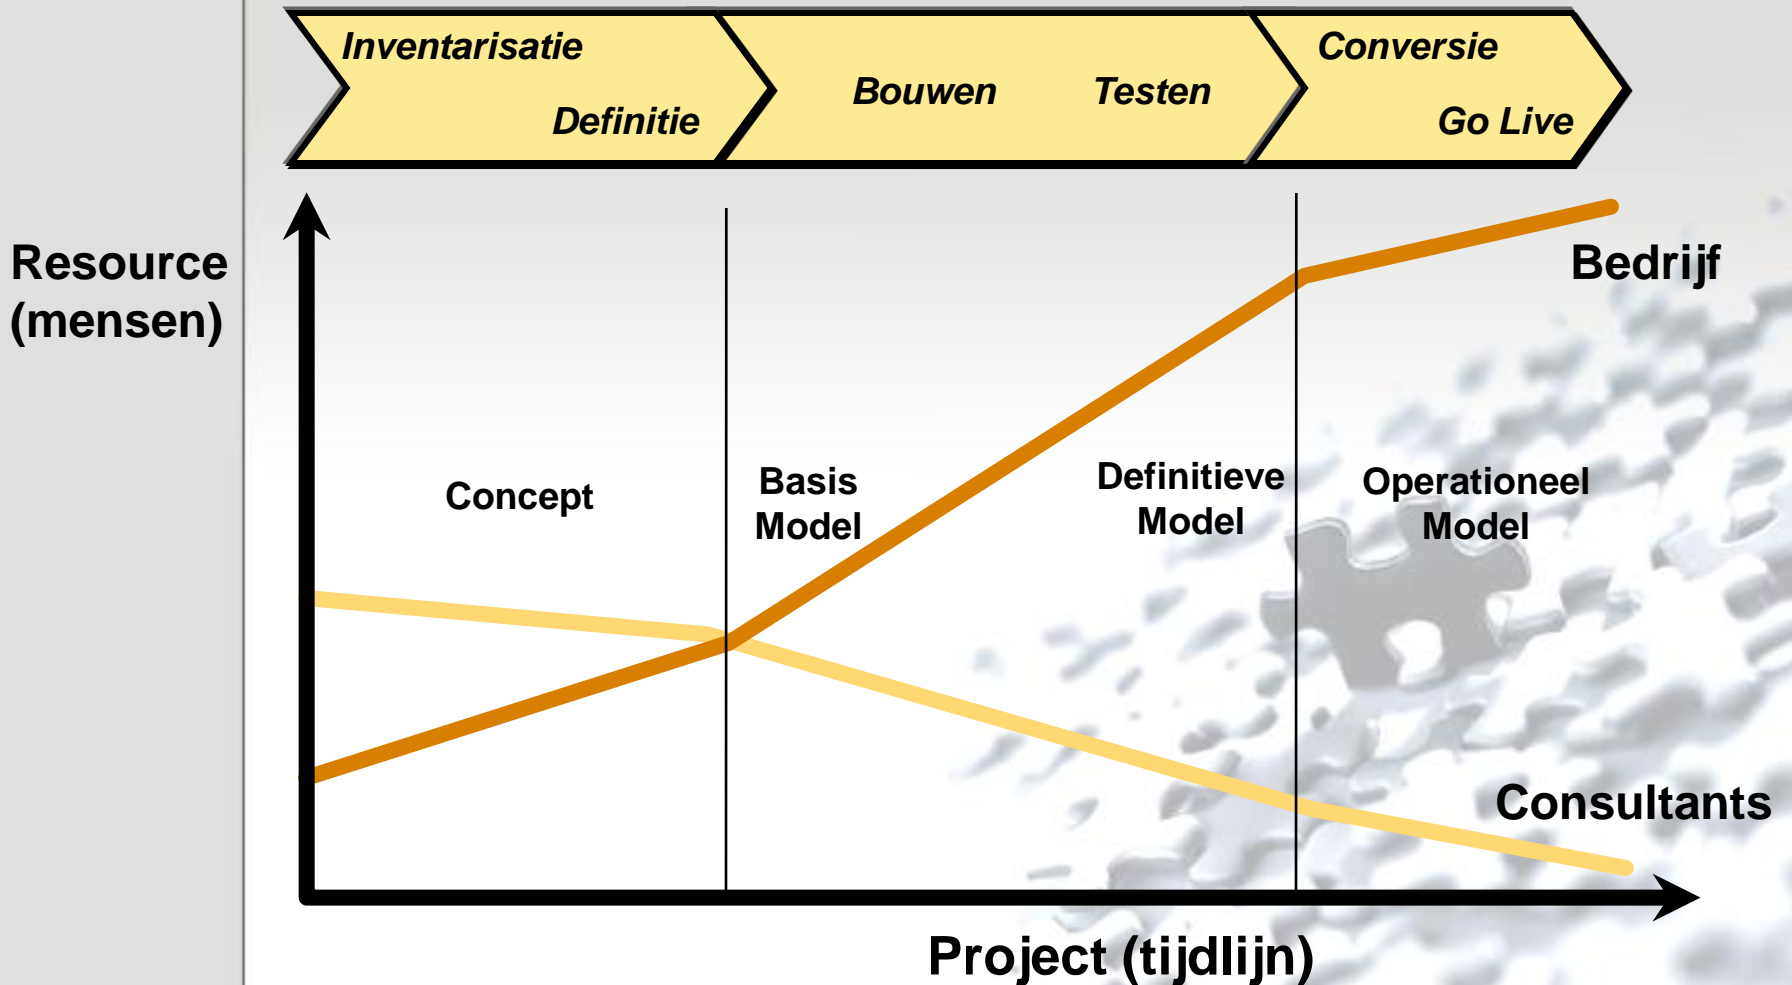 Inventarisatie
Definitie
Bouwen
Testen
Conversie
Go Live
Resource
(mensen)
Bedrijf
Concept
Basis
Model
Definitieve
Model
Operationeel
Model
Consultants
Project (tijdlijn)